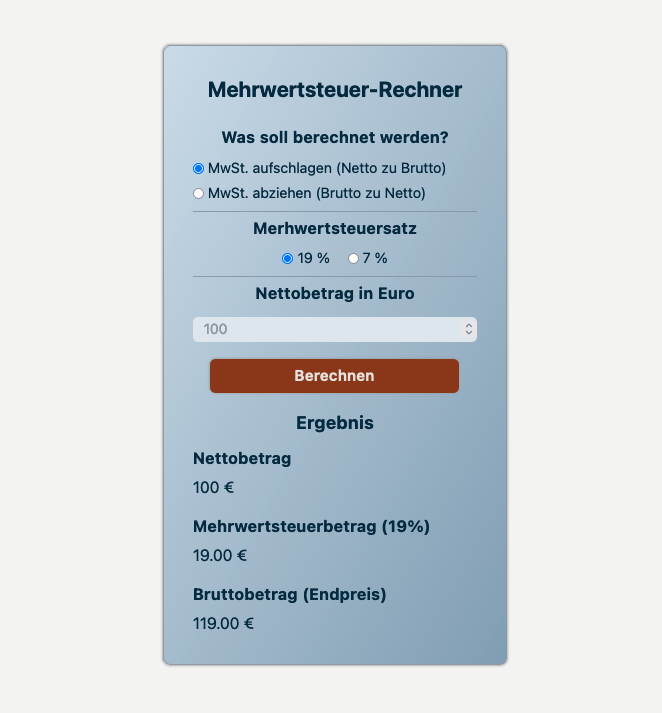 Mehrwertsteuer-Rechner
Was soll berechnet werden?
MwSt. aufschlagen (Netto zu Brutto)
MwSt. abziehen (Brutto zu Netto)
Merhwertsteuersatz
19 % 7 %
Nettobetrag in Euro
100
Berechnen
Ergebnis
Nettobetrag
100 €
Mehrwertsteuerbetrag (19%)
19.00 €
Bruttobetrag (Endpreis)
119.00 €